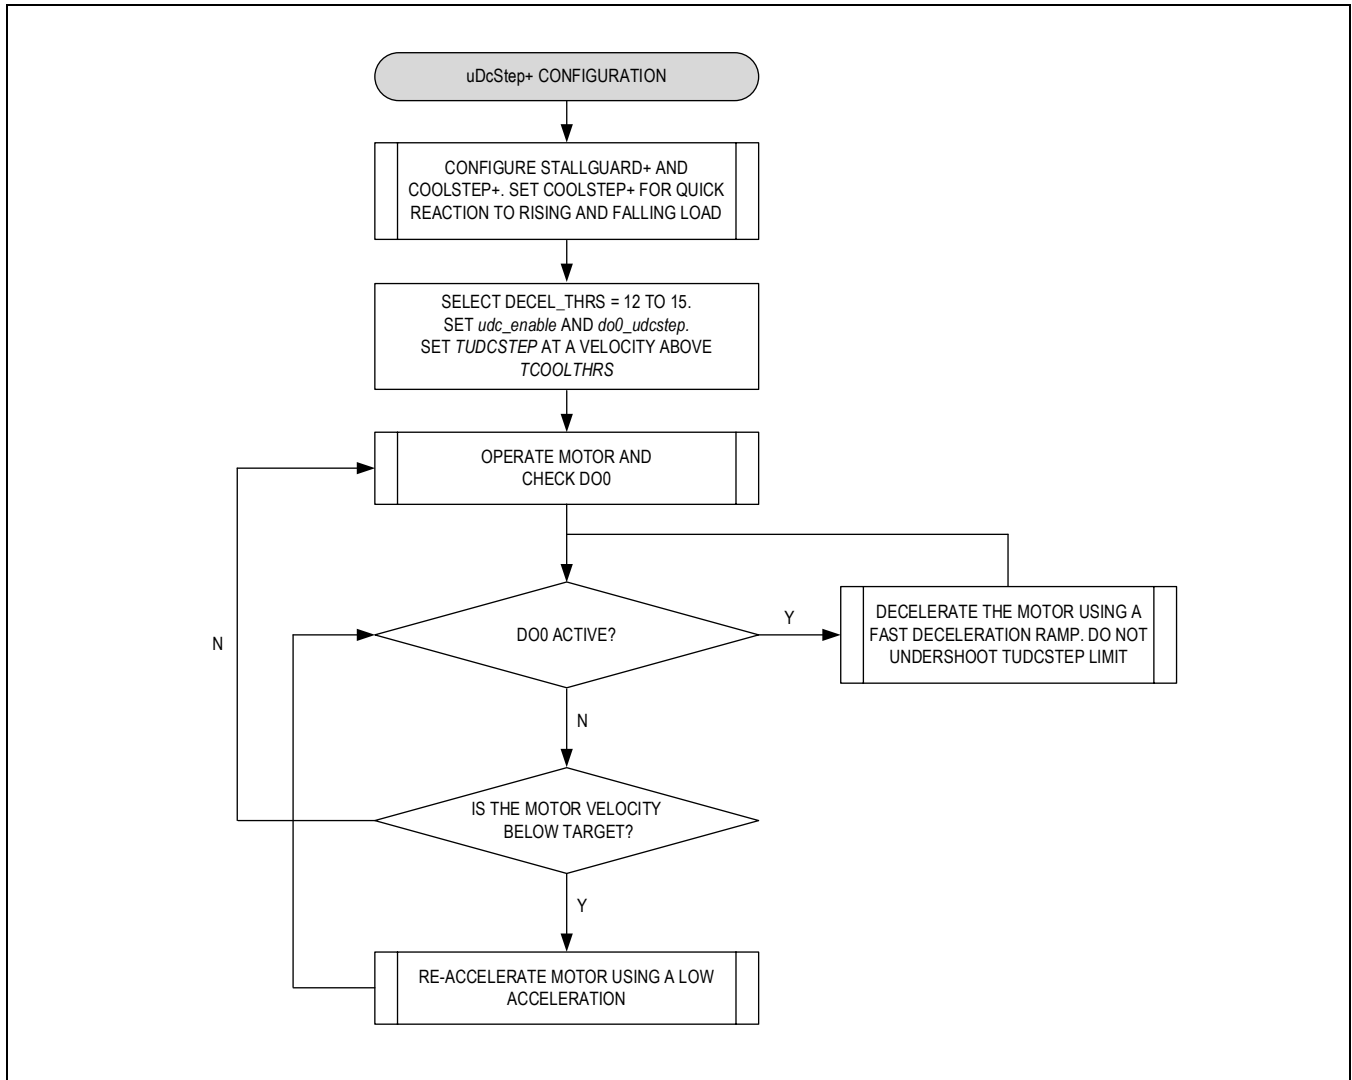 uDcStep+ CONFIGURATION
CONFIGURE STALLGUARD+ AND
COOLSTEP+. SET COOLSTEP+ FOR QUICK
REACTION TO RISING AND FALLING LOAD
SELECT DECEL_THRS = 12 TO 15.
SET udc_enable AND do0_udcstep.
SET TUDCSTEP AT A VELOCITY ABOVE
TCOOLTHRS
OPERATE MOTOR AND
CHECK DO0
DO0 ACTIVE?
Y
DECELERATE THE MOTOR USING A
FAST DECELERATION RAMP. DO NOT
UNDERSHOOT TUDCSTEP LIMIT
N
N
IS THE MOTOR VELOCITY
BELOW TARGET?
Y
RE-ACCELERATE MOTOR USING A LOW
ACCELERATION